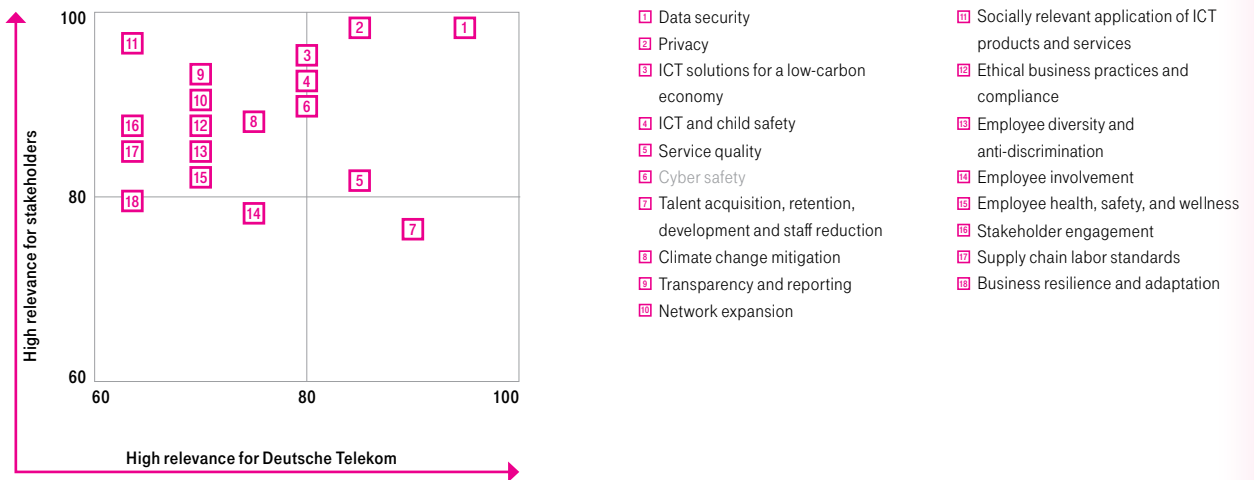 100
80
60
60
80
100
High relevance for stakeholders
High relevance for Deutsche Telekom
11
2
1
3
9
4
10
6
8
16
12
17
13
15
5
18
14
7
1 Data security
2 Privacy
3 ICT solutions for a low-carbon
economy
4 ICT and child safety
5 Service quality
6 Cyber safety
7 Talent acquisition, retention,
development and staff reduction
8 Climate change mitigation
9 Transparency and reporting
10 Network expansion
11 Socially relevant application of ICT
products and services
12 Ethical business practices and
compliance
13 Employee diversity and
anti-discrimination
14 Employee involvement
15 Employee health, safety, and wellness
16 Stakeholder engagement
17 Supply chain labor standards
18 Business resilience and adaptation